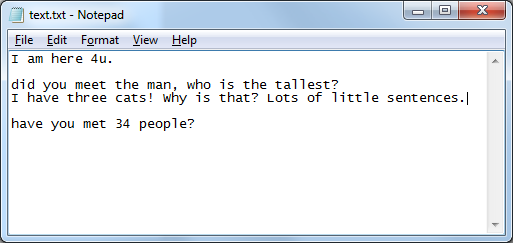 text.txt - Notepad
File Edit Format View Help
I am here 4u.
did you meet the man, who is the tallest?
I have three cats! Why is that? Lots of little sentences.
have you met 34 people?